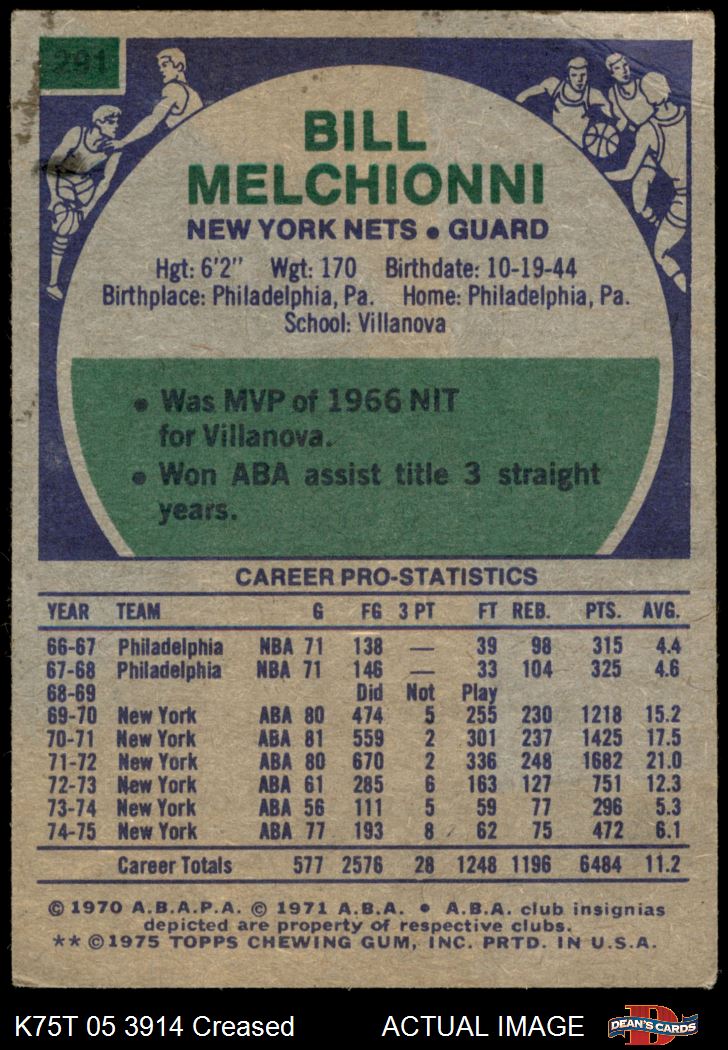 291
BILL
MELCHIONNI
NEW YORK NETS • GUARD
Hgt: 6'2" Wgt: 170 Birthdate: 10-19-44
Birthplace: Philadelphia, Pa. Home: Philadelphia, Pa.
School: Villanova
• Was MVP of 1966 NIT
for Villanova.
• Won ABA assist title 3 straight
years.
CAREER PRO-STATISTICS
YEAR TEAM G FG 3 PT FT REB. PTS. AVG.
66-67 Philadelphia NBA 71 138 — 39 98 315 4.4
67-68 Philadelphia NBA 71 146 — 33 104 325 4.6
68-69 Did Not Play
69-70 New York ABA 80 474 5 255 230 1218 15.2
70-71 New York ABA 81 559 2 301 237 1425 17.5
71-72 New York ABA 80 670 2 336 248 1682 21.0
72-73 New York ABA 61 285 6 163 127 751 12.3
73-74 New York ABA 56 111 5 59 77 296 5.3
74-75 New York ABA 77 193 8 62 75 472 6.1
Career Totals 577 2576 28 1248 1196 6484 11.2
© 1970 A.B.A.P.A. © 1971 A.B.A. • A.B.A. club insignias
depicted are property of respective clubs.
** ©1975 TOPPS CHEWING GUM, INC. PRTD. IN U.S.A.
K75T 05 3914 Creased ACTUAL IMAGE
D
DEAN'S CARDS